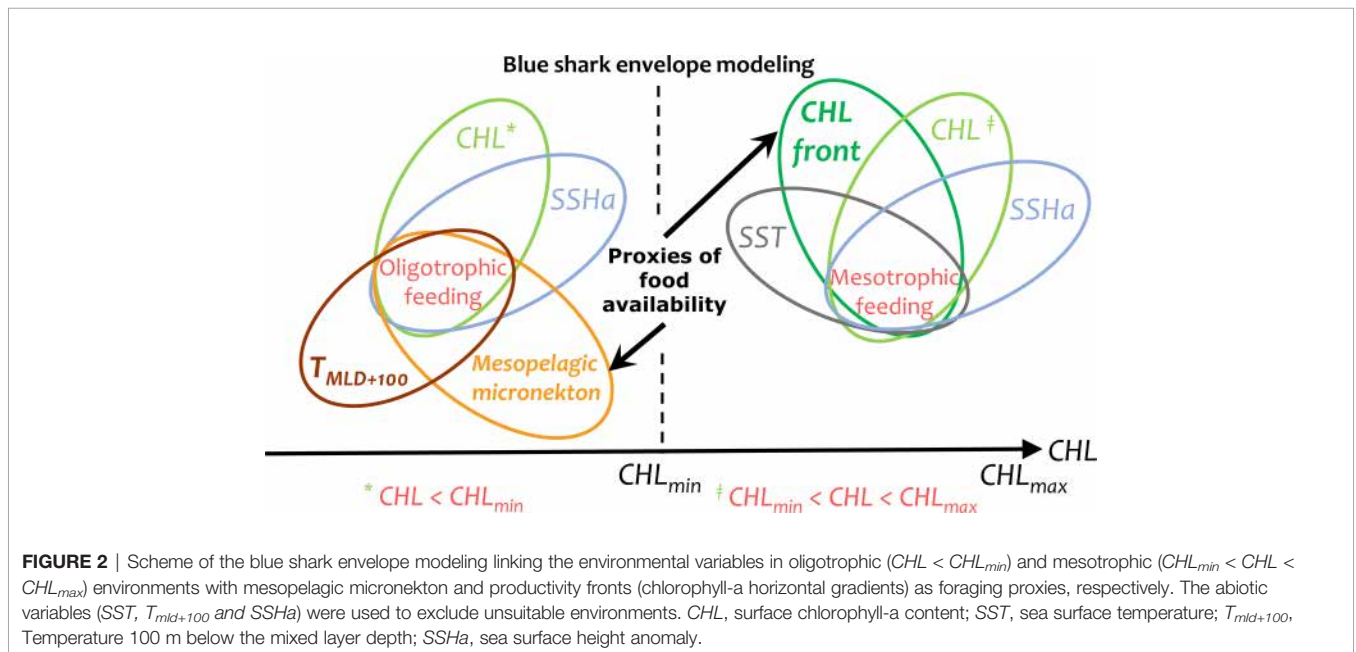 Blue shark envelope modeling
CHL*
SSHa
Oligotrophic
feeding
TMLD+100
Mesopelagic
micronekton
Proxies of
food
availability
CHL
front
CHL‡
SSHa
SST
Mesotrophic
feeding
CHL
CHLmin
CHLmax
* CHL < CHLmin
‡ CHLmin < CHL < CHLmax
FIGURE 2 | Scheme of the blue shark envelope modeling linking the environmental variables in oligotrophic (CHL < CHLmin) and mesotrophic (CHLmin < CHL <
CHLmax) environments with mesopelagic micronekton and productivity fronts (chlorophyll-a horizontal gradients) as foraging proxies, respectively. The abiotic
variables (SST, Tmld+100 and SSHa) were used to exclude unsuitable environments. CHL, surface chlorophyll-a content; SST, sea surface temperature; Tmld+100,
Temperature 100 m below the mixed layer depth; SSHa, sea surface height anomaly.